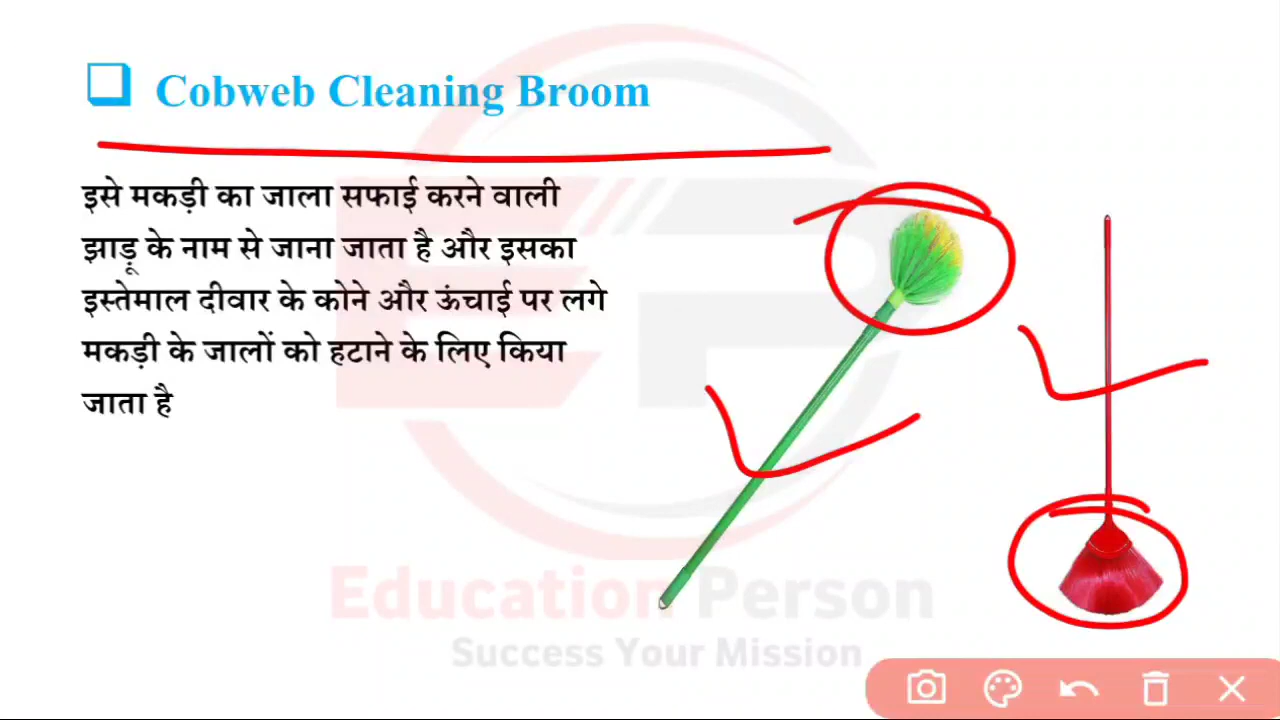 Cobweb Cleaning Broom
इसे मकड़ी का जाला सफाई करने वाली
झाड़ू के नाम से जाना जाता है और इसका
इस्तेमाल दीवार के कोने और ऊंचाई पर लगे
मकड़ी के जालों को हटाने के लिए किया
जाता है
Education Person
Success Your Mission